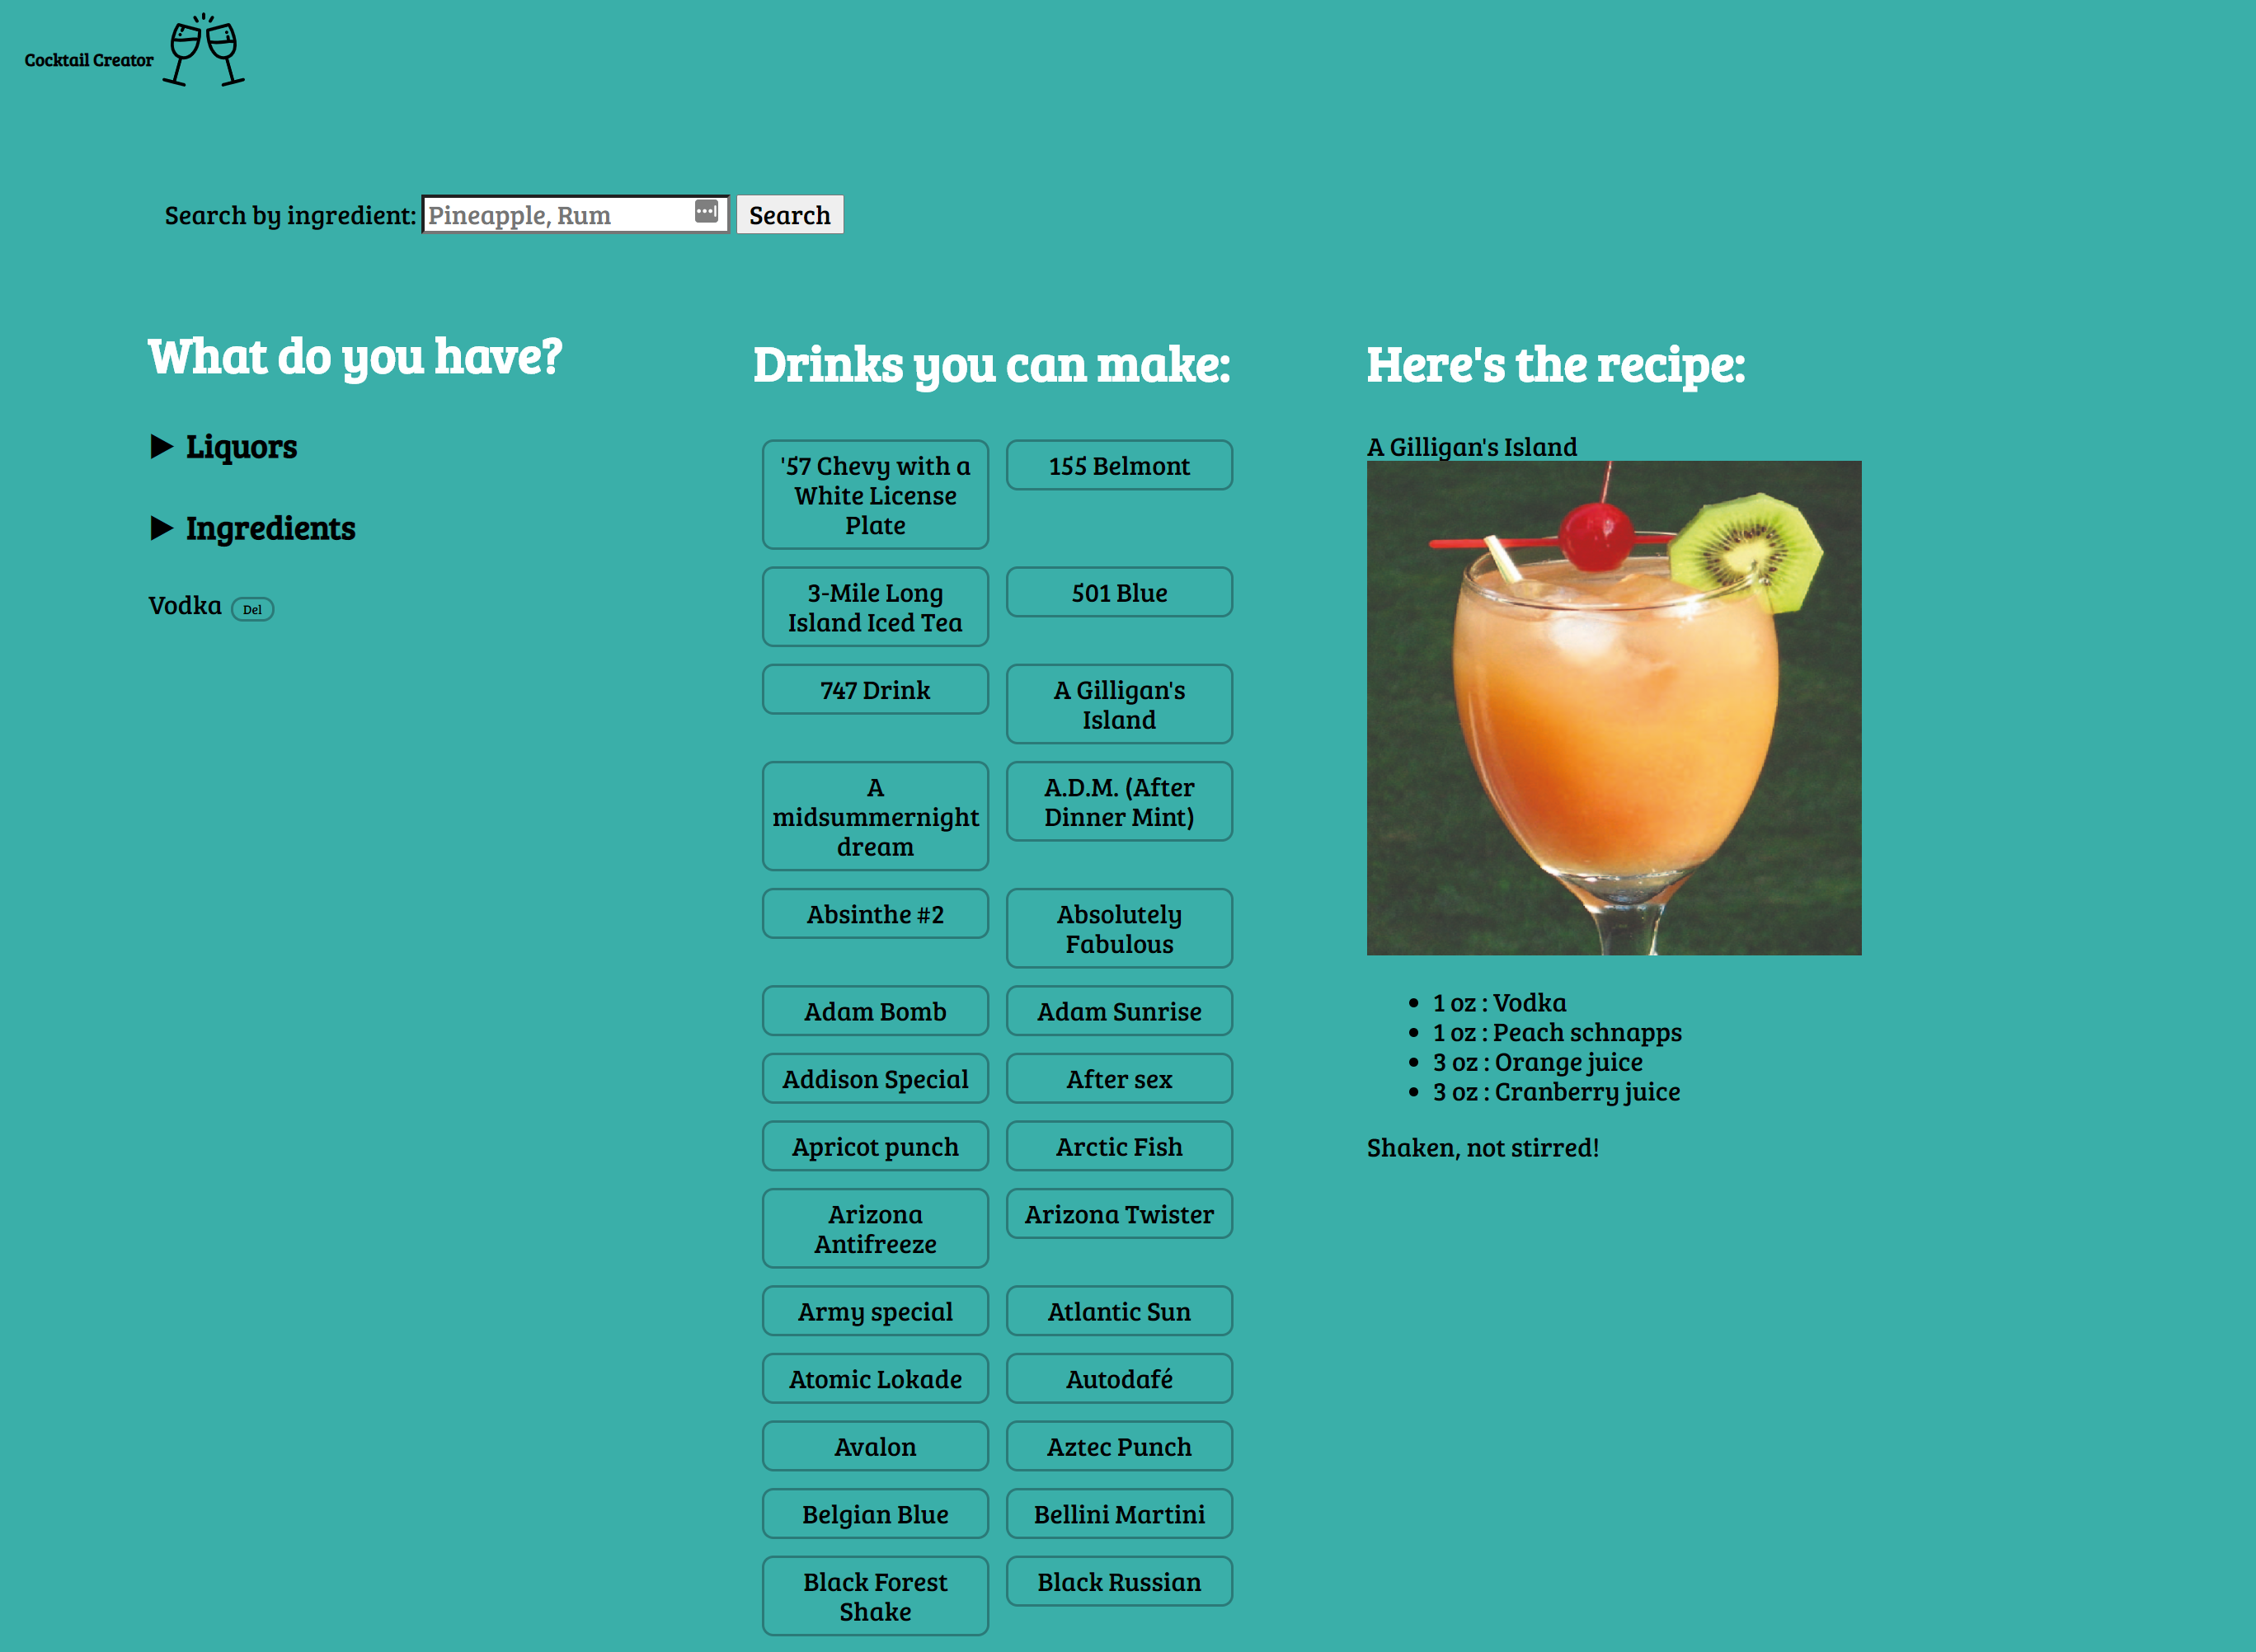 Cocktail Creator
Search by ingredient: Pineapple, Rum Search
What do you have?
Liquors
Ingredients
Vodka Del
Drinks you can make:
'57 Chevy with a
White License
Plate
155 Belmont
3-Mile Long
Island Iced Tea
501 Blue
747 Drink
A Gilligan's
Island
A
midsummernight
dream
A.D.M. (After
Dinner Mint)
Absinthe #2
Absolutely
Fabulous
Adam Bomb
Adam Sunrise
Addison Special
After sex
Apricot punch
Arctic Fish
Arizona
Antifreeze
Arizona Twister
Army special
Atlantic Sun
Atomic Lokade
Autodafé
Avalon
Aztec Punch
Belgian Blue
Bellini Martini
Black Forest
Shake
Black Russian
Here's the recipe:
A Gilligan's Island
1 oz : Vodka
1 oz : Peach schnapps
3 oz : Orange juice
3 oz : Cranberry juice
Shaken, not stirred!